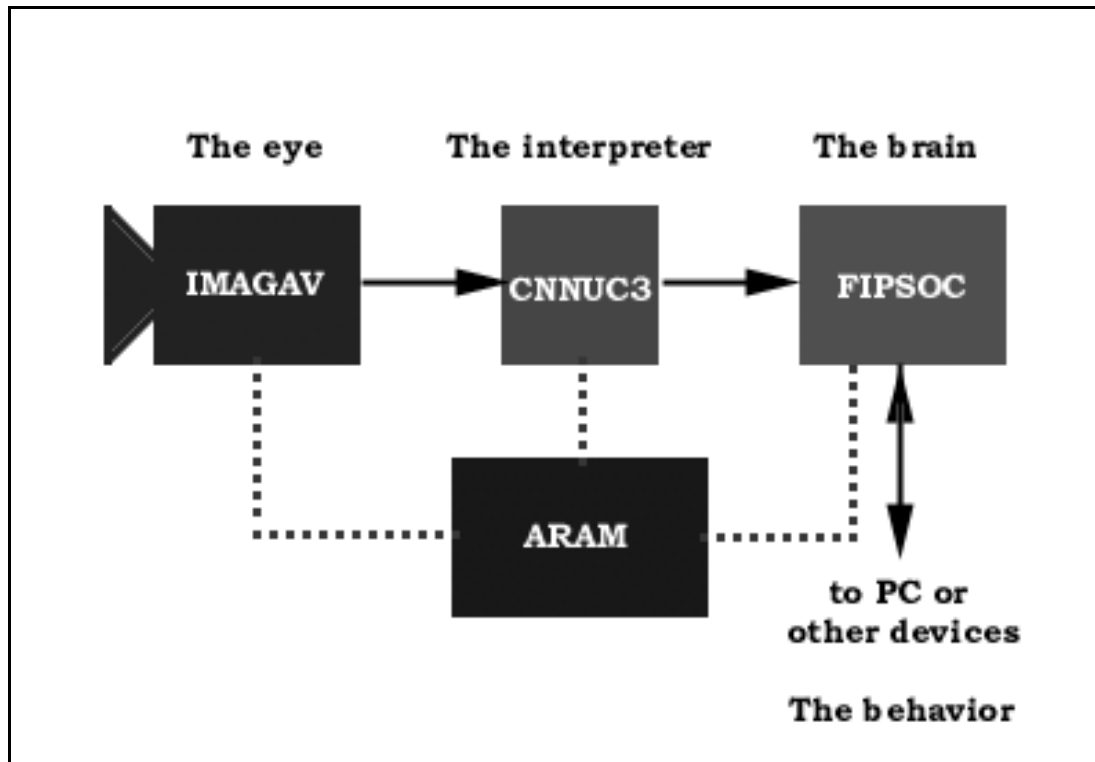 The eye
The interpreter
The brain
IMAGAV
CNNUC3
FIPSOC
ARAM
to PC or
other devices
The behavior